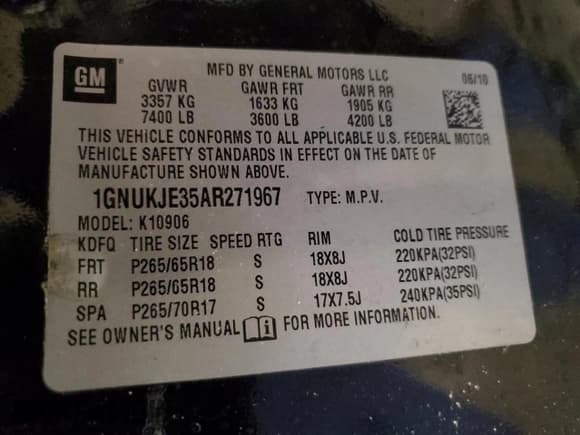 GM ®
MFD BY GENERAL MOTORS LLC 06/10
GVWR GAWR FRT GAWR RR
3357 KG 1633 KG 1905 KG
7400 LB 3600 LB 4200 LB
THIS VEHICLE CONFORMS TO ALL APPLICABLE U.S. FEDERAL MOTOR
VEHICLE SAFETY STANDARDS IN EFFECT ON THE DATE OF
MANUFACTURE SHOWN ABOVE.
1GNUKJE35AR271967 TYPE: M.P.V.
MODEL: K10906
KDFQ TIRE SIZE SPEED RTG RIM COLD TIRE PRESSURE
FRT P265/65R18 S 18X8J 220KPA(32PSI)
RR P265/65R18 S 18X8J 220KPA(32PSI)
SPA P265/70R17 S 17X7.5J 240KPA(35PSI)
SEE OWNER'S MANUAL i FOR MORE INFORMATION.